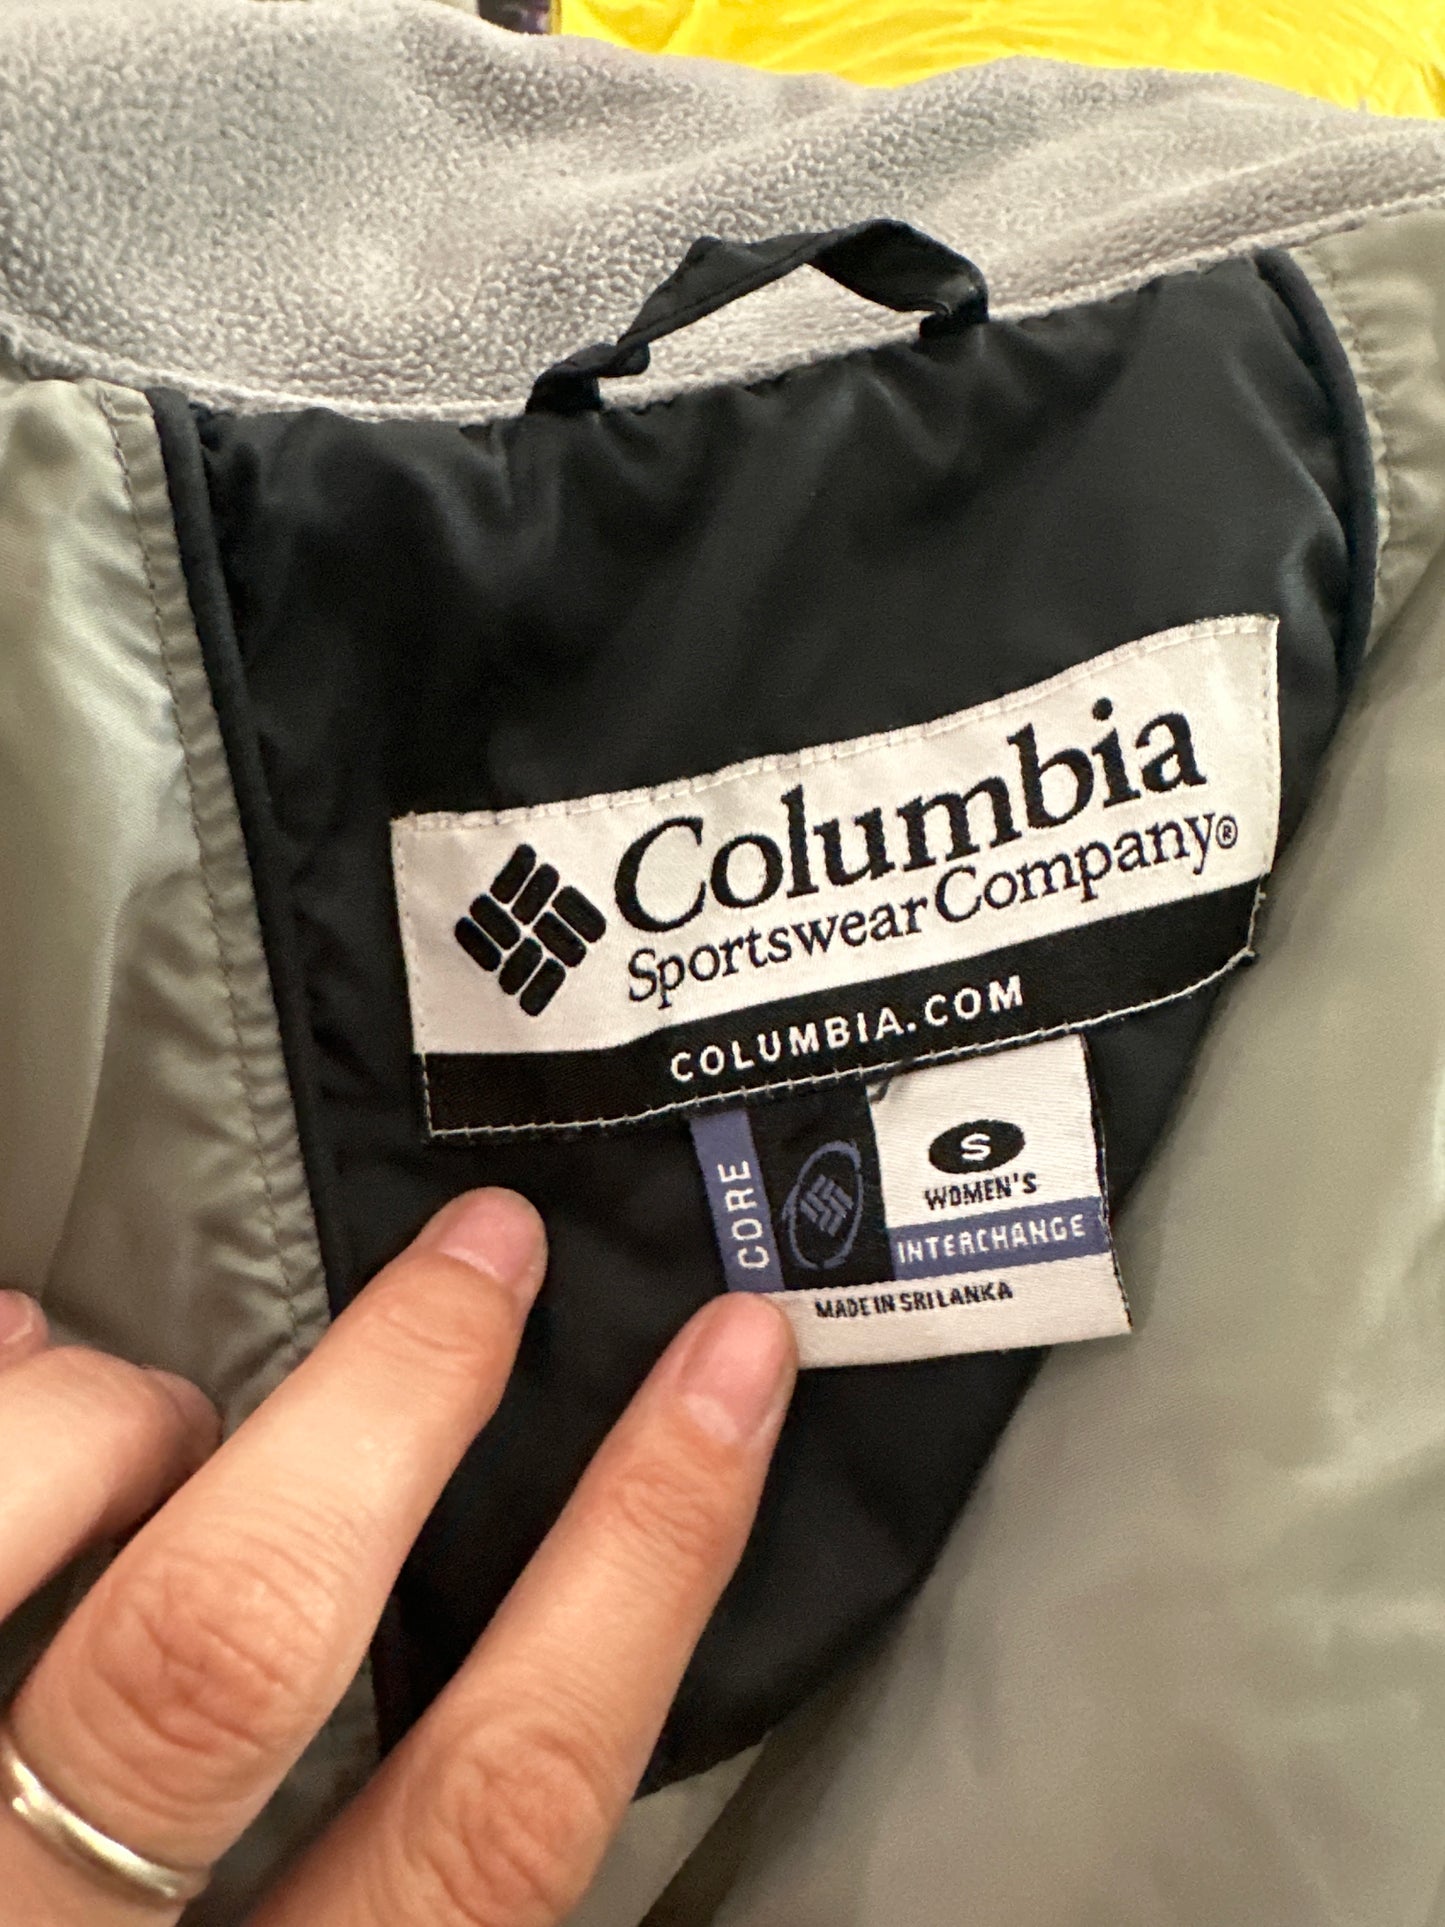 Columbia
Sportswear Company®
COLUMBIA.COM
CORE
S
WOMEN'S
INTERCHANGE
MADE IN SRI LANKA